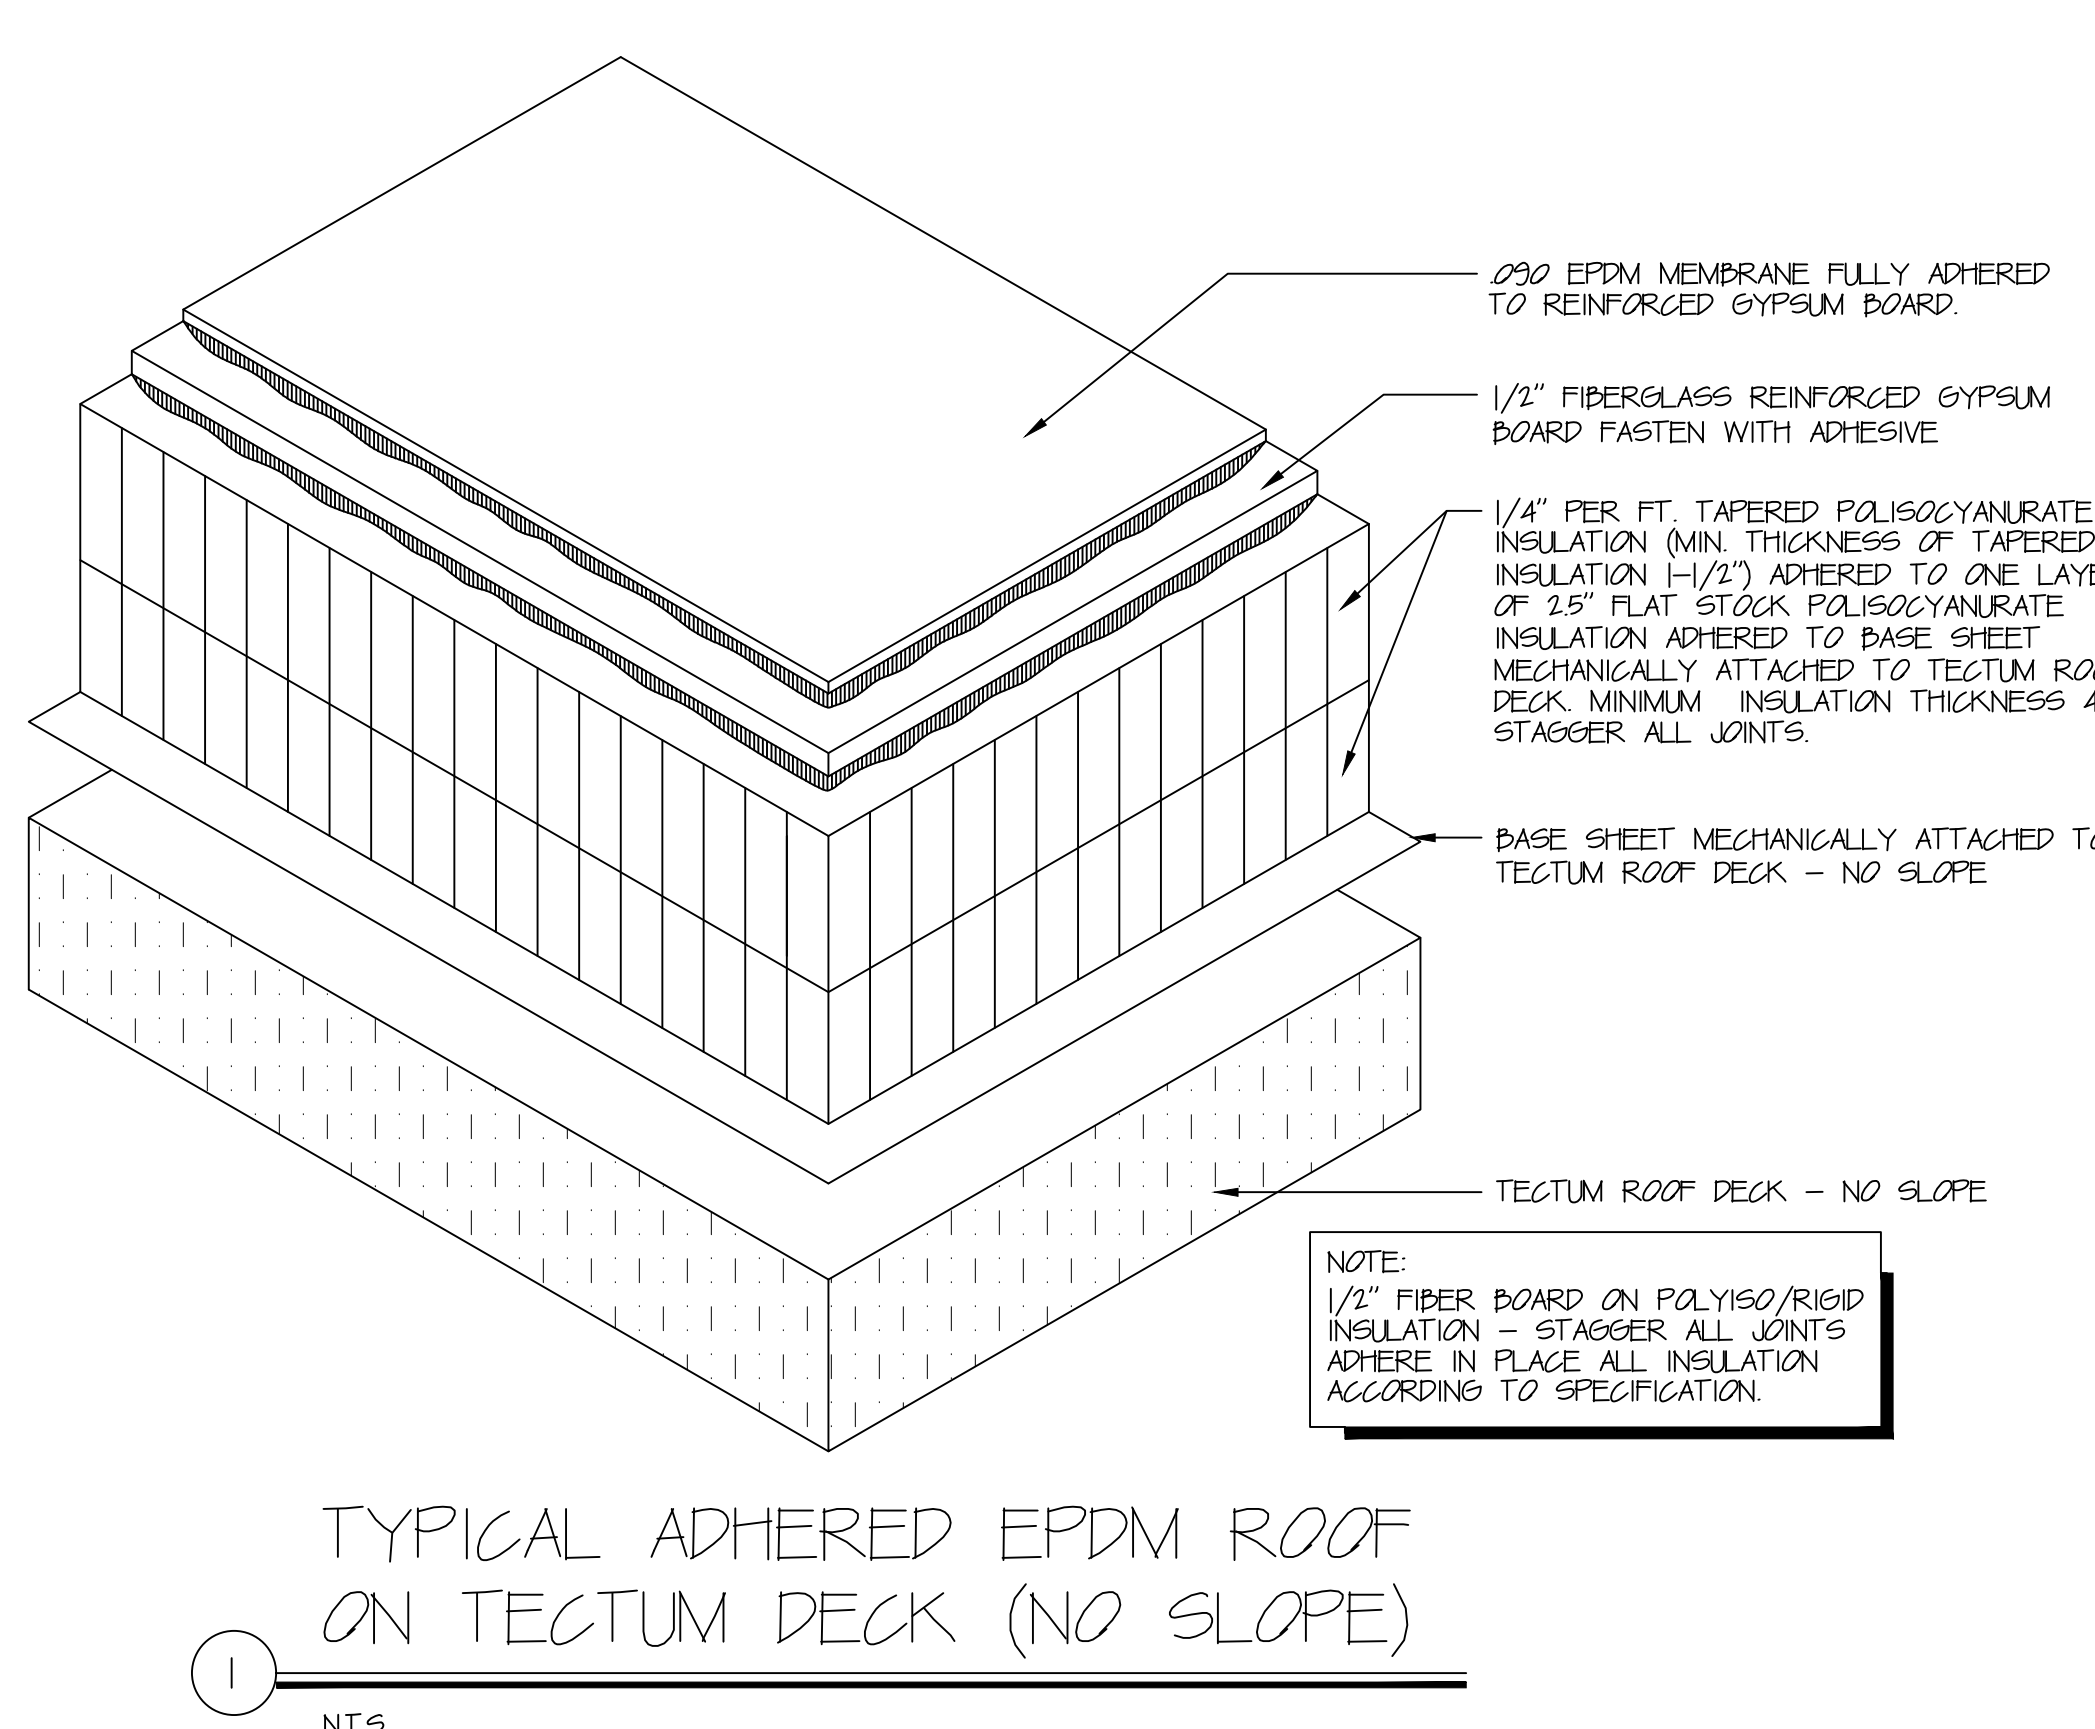 .090 EPDM MEMBRANE FULLY ADHERED
TO REINFORCED GYPSUM BOARD.
1/2" FIBERGLASS REINFORCED GYPSUM
BOARD FASTEN WITH ADHESIVE
1/4" PER FT. TAPERED POLISOCYANURATE
INSULATION (MIN. THICKNESS OF TAPERED
INSULATION 1-1/2") ADHERED TO ONE
OF 2.5" FLAT STOCK POLISOCYANURATE
INSULATION ADHERED TO BASE SHEET
MECHANICALLY ATTACHED TO TECTUM
DECK. MINIMUM INSULATION THICKNESS
STAGGER ALL JOINTS.
BASE SHEET MECHANICALLY ATTACHED TO
TECTUM ROOF DECK - NO SLOPE
TECTUM ROOF DECK - NO SLOPE
NOTE:
1/2" FIBER BOARD ON POLYISO/RIGID
INSULATION - STAGGER ALL JOINTS
ADHERE IN PLACE ALL INSULATION
ACCORDING TO SPECIFICATION.
TYPICAL ADHERED EPDM ROOF
ON TECTUM DECK (NO SLOPE)
1
NTS